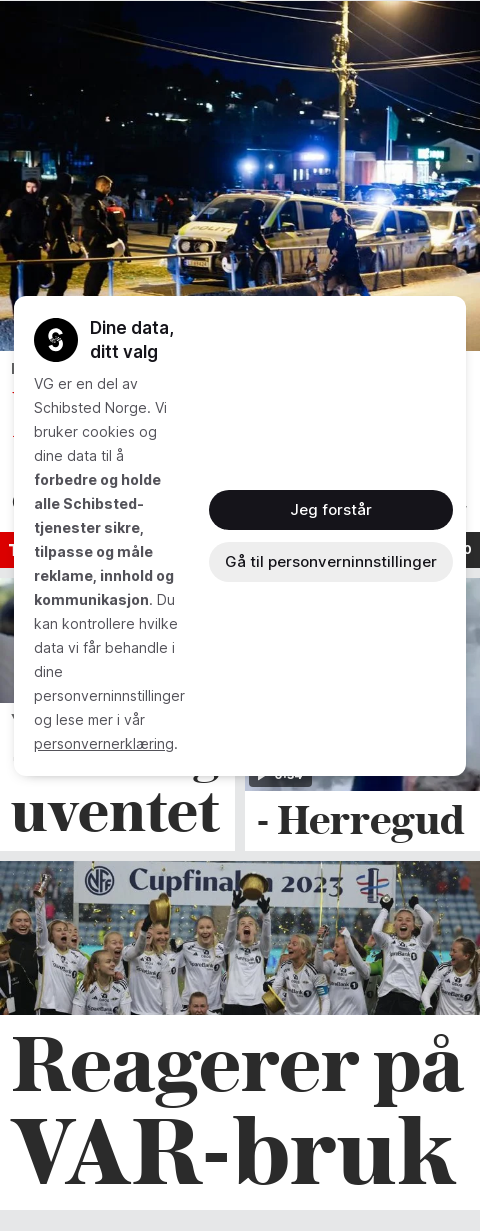 POLITI
Dine data,
ditt valg
VG er en del av
Schibsted Norge. Vi
bruker cookies og
dine data til å
forbedre og holde
alle Schibsted-
tjenester sikre,
tilpasse og måle
reklame, innhold og
kommunikasjon. Du
kan kontrollere hvilke
data vi får behandle i
dine
personverninnstillinger
og lese mer i vår
personvernerklæring.
Jeg forstår
Gå til personverninnstillinger
uventet
- Herregud
NFF
Cupfinalen 2023
Reagerer på
VAR-bruk